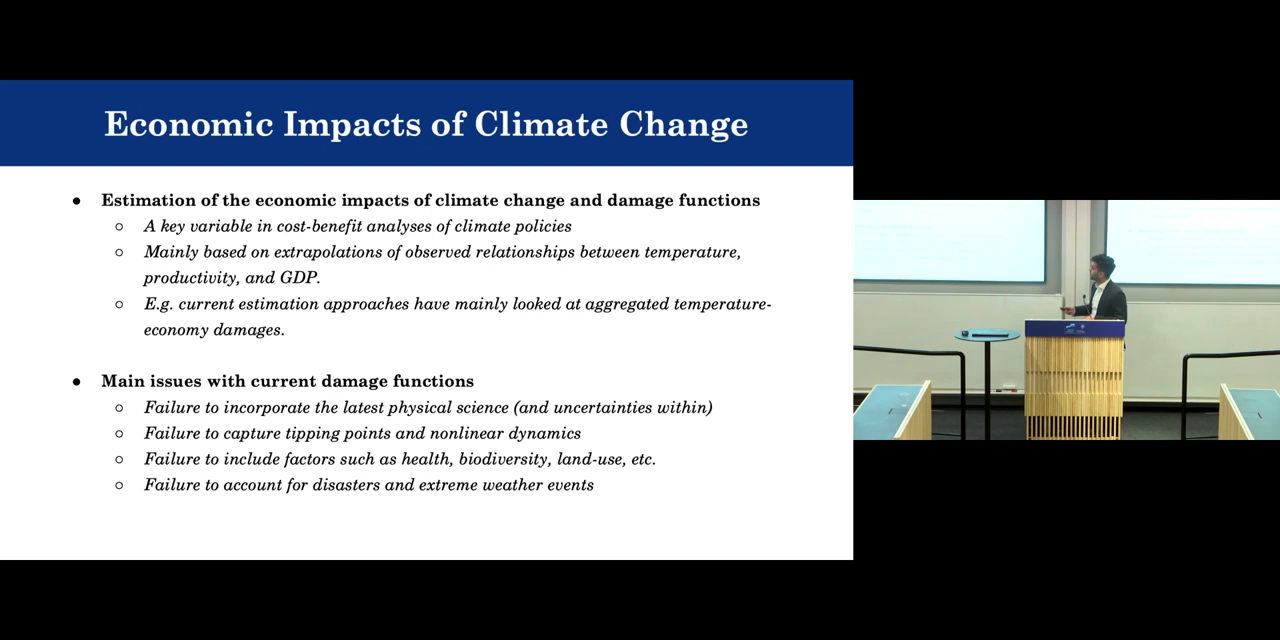 Economic Impacts of Climate Change
● Estimation of the economic impacts of climate change and damage functions
○ A key variable in cost-benefit analyses of climate policies
○ Mainly based on extrapolations of observed relationships between temperature,
productivity, and GDP.
○ E.g. current estimation approaches have mainly looked at aggregated temperature-
economy damages.
● Main issues with current damage functions
○ Failure to incorporate the latest physical science (and uncertainties within)
○ Failure to capture tipping points and nonlinear dynamics
○ Failure to include factors such as health, biodiversity, land-use, etc.
○ Failure to account for disasters and extreme weather events